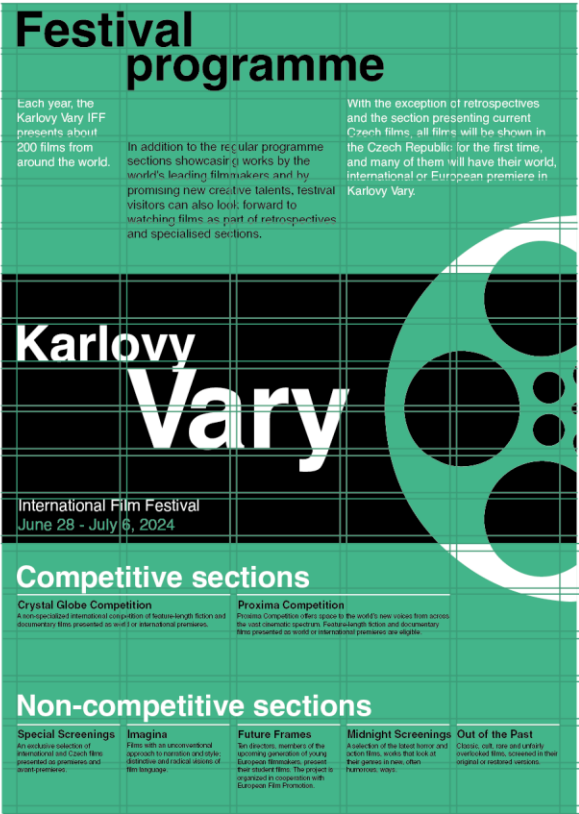 Festival
programme
Each year, the
Karlovy Vary IFF
presents about
200 films from
around the world.
In addition to the regular programme
sections showcasing works by the
world's leading filmmakers and by
promising new creative talents, festival
visitors can also look forward to
watching films as part of retrospectives
and specialised sections.
With the exception of retrospectives
and the section presenting current
Czech films, all films will be shown in
the Czech Republic for the first time,
and many of them will have their world,
international or European premiere in
Karlovy Vary.
Karlovy
Vary
International Film Festival
June 28 - July 6, 2024
Competitive sections
Crystal Globe Competition
A non-specialized international competition of feature-length fiction and
documentary films presented as world or international premieres.
Proxima Competition
Proxima Competition offers space to the world's new voices from across
the vast cinematic spectrum. Feature-length fiction and documentary
films presented as world or international premieres are eligible.
Non-competitive sections
Special Screenings
An exclusive selection of
international and Czech films
presented as premieres and
avant-premieres.
Imagina
Films with an unconventional
approach to narration and style:
distinctive and radical visions of
film language.
Future Frames
Ten directors, members of the
upcoming generation of young
European filmmakers, present
their student films. The project is
organized in cooperation with
European Film Promotion.
Midnight Screenings
A selection of the latest horror and
action films, works that look at
their genres in new, often
humorous, ways.
Out of the Past
Classic, cult, rare and unfairly
overlooked films, screened in their
original or restored versions.